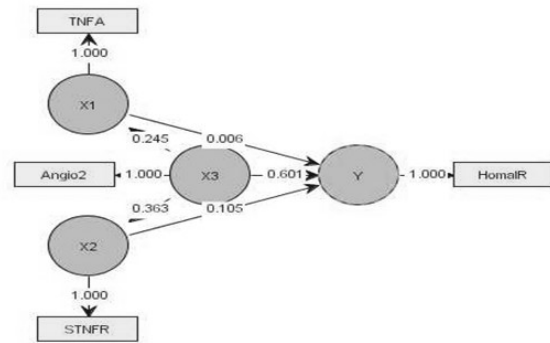 TNFA
1.000
X1
0.245
0.006
Angio2
1.000
X3
0.601
Y
1.000
HomaIR
0.363
0.105
X2
1.000
STNFR